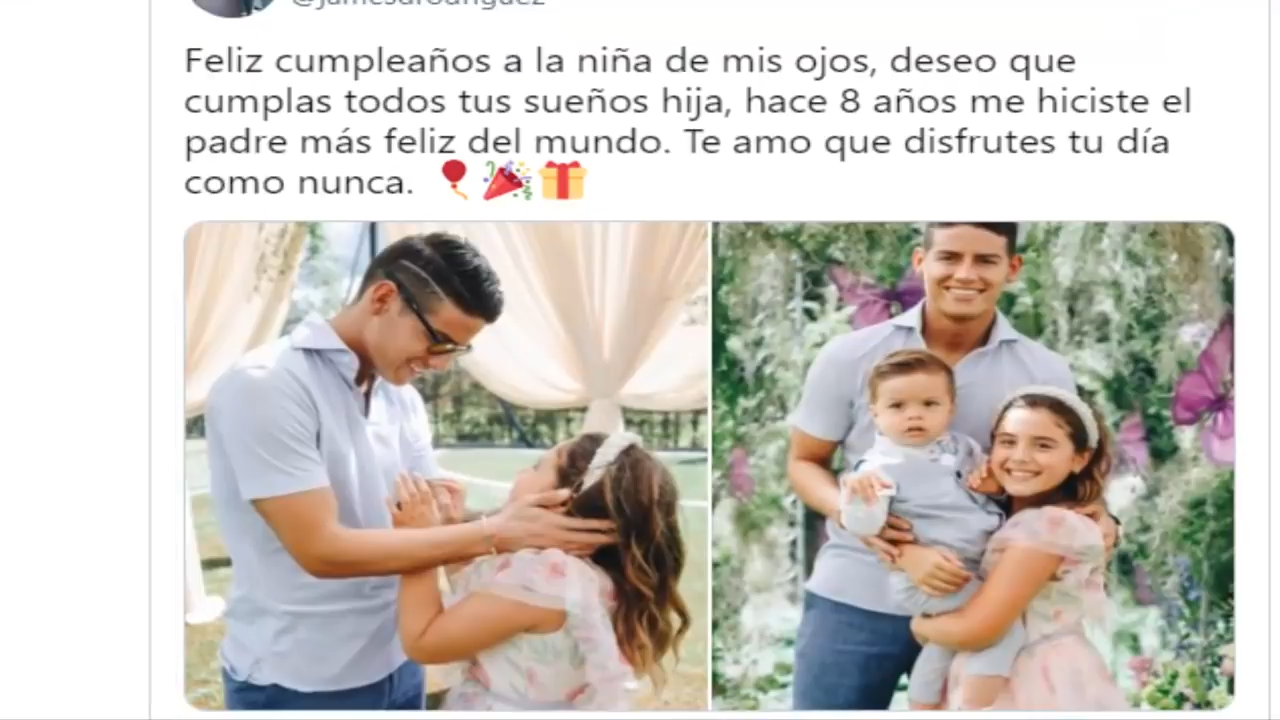 @jamesdrodriguez
Feliz cumpleaños a la niña de mis ojos, deseo que
cumplas todos tus sueños hija, hace 8 años me hiciste el
padre más feliz del mundo. Te amo que disfrutes tu día
como nunca. 🎈🎉🎁